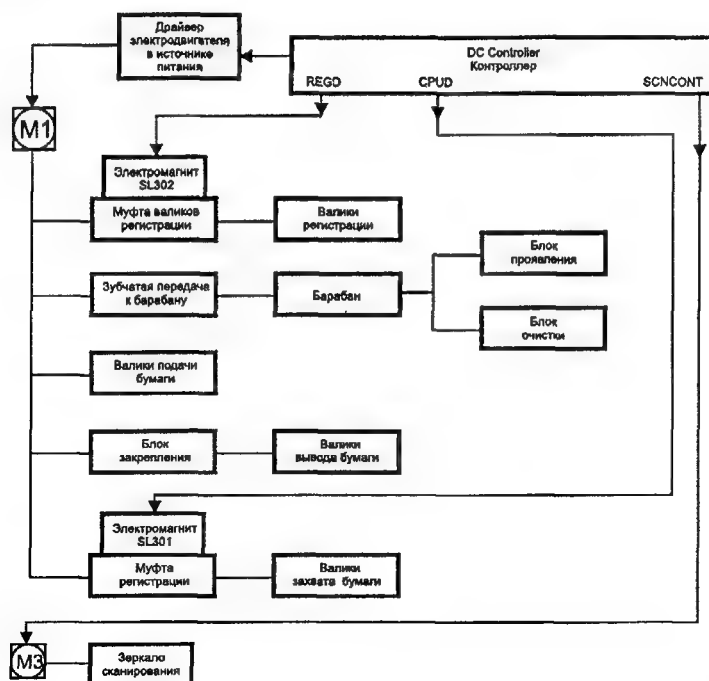 Драйвер
электродвигателя
в источнике
питания
DC Controller
Контроллер
REGD
CPUD
SCNCONT
M1
Электромагнит
SL302
Муфта валиков
регистрации
Валики
регистрации
Зубчатая передача
к барабану
Барабан
Блок
проявления
Блок
очистки
Валики подачи
бумаги
Блок
закрепления
Валики
вывода бумаги
Электромагнит
SL301
Муфта
регистрации
Валики
захвата бумаги
M3
Зеркало
сканирования